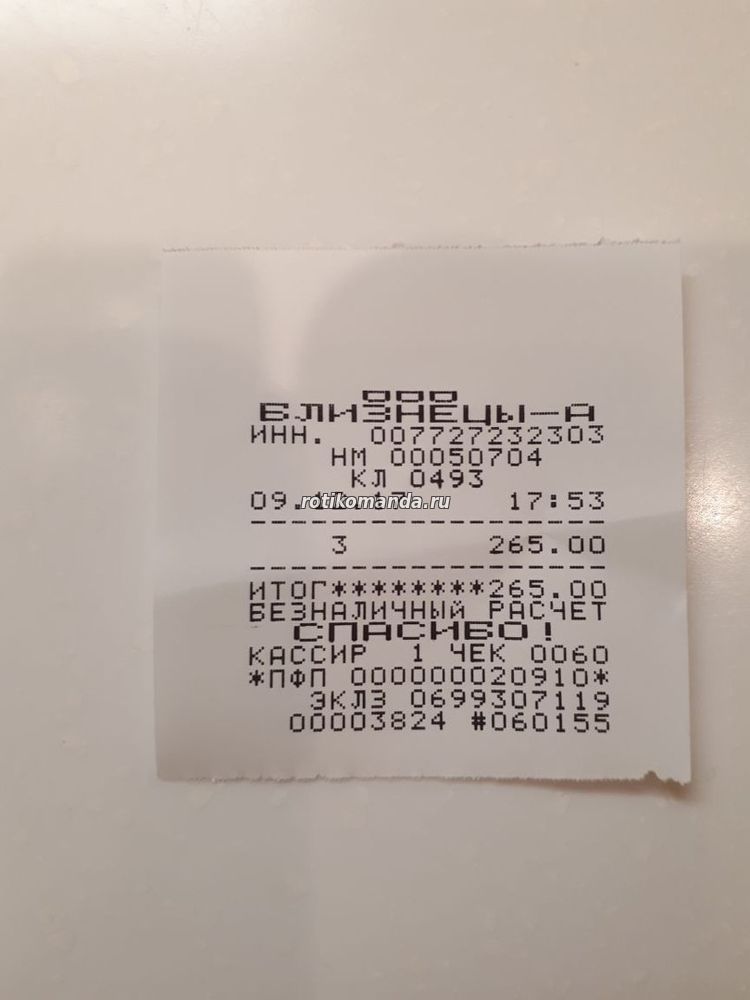 ООО
БЛИЗНЕЦЫ-А
ИНН. 007727232303
НМ 00050704
КЛ 0493
rotikomanda.ru
17:53
3 265.00
ИТОГ********265.00
БЕЗНАЛИЧНЫЙ РАСЧЕТ
СПАСИБО!
КАССИР 1 ЧЕК 0060
*ПФП 000000020910*
ЭКЛЗ 0699307119
00003824 #060155